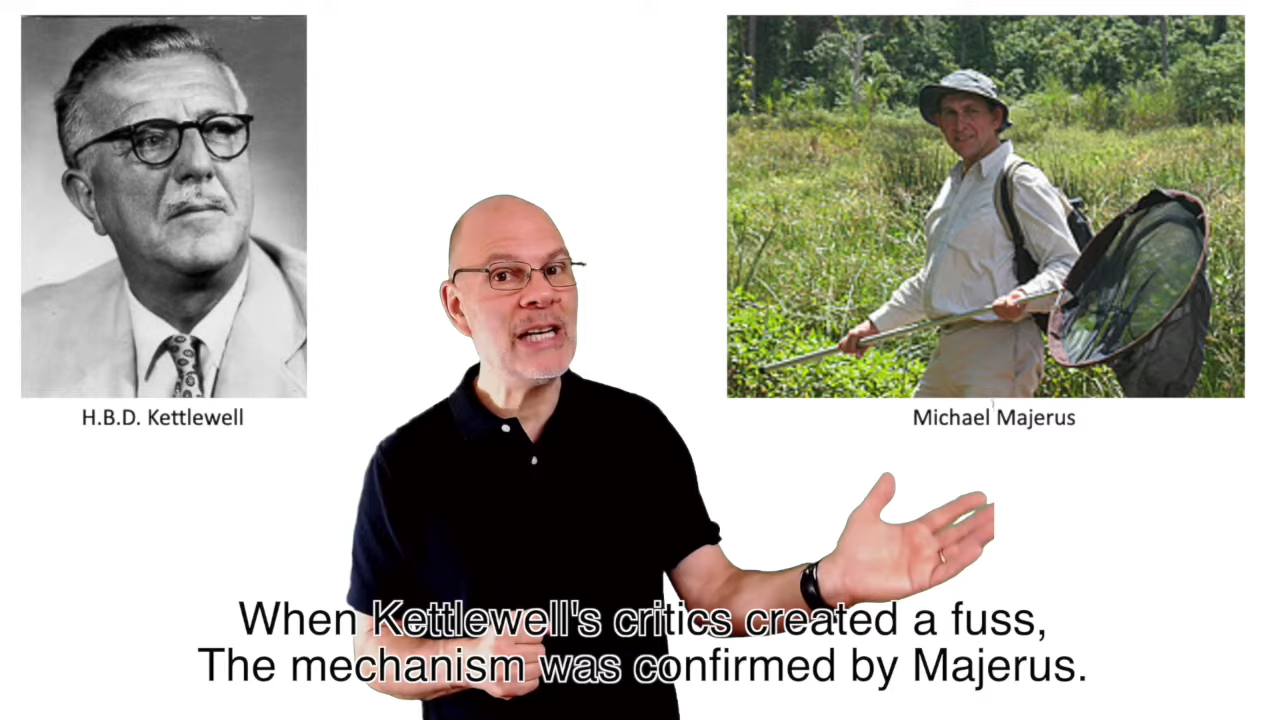 H.B.D. Kettlewell
Michael Majerus
When Kettlewell's critics created a fuss,
The mechanism was confirmed by Majerus.